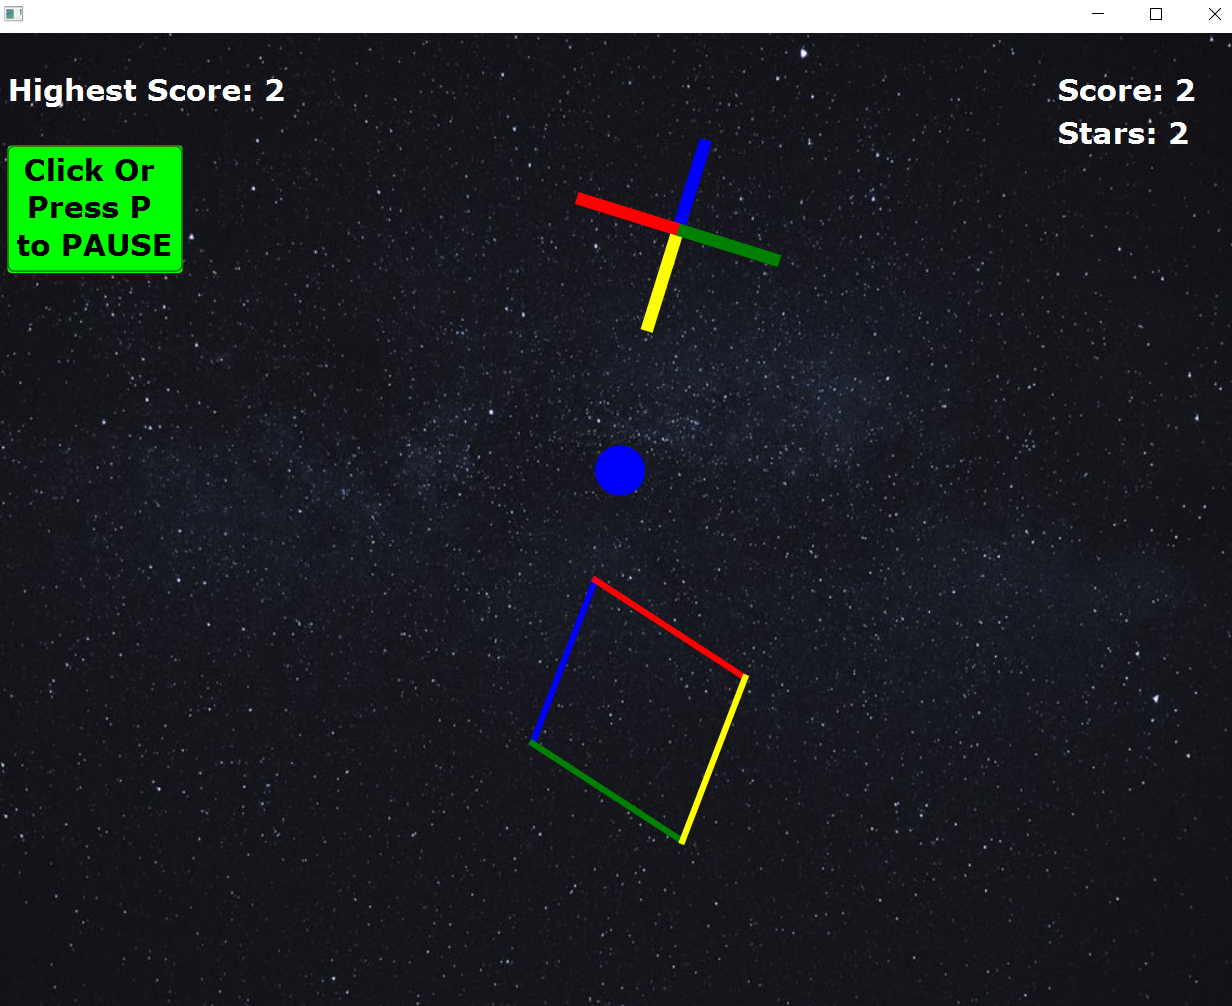 Highest Score: 2
Score: 2
Stars: 2
Click Or
Press P
to PAUSE